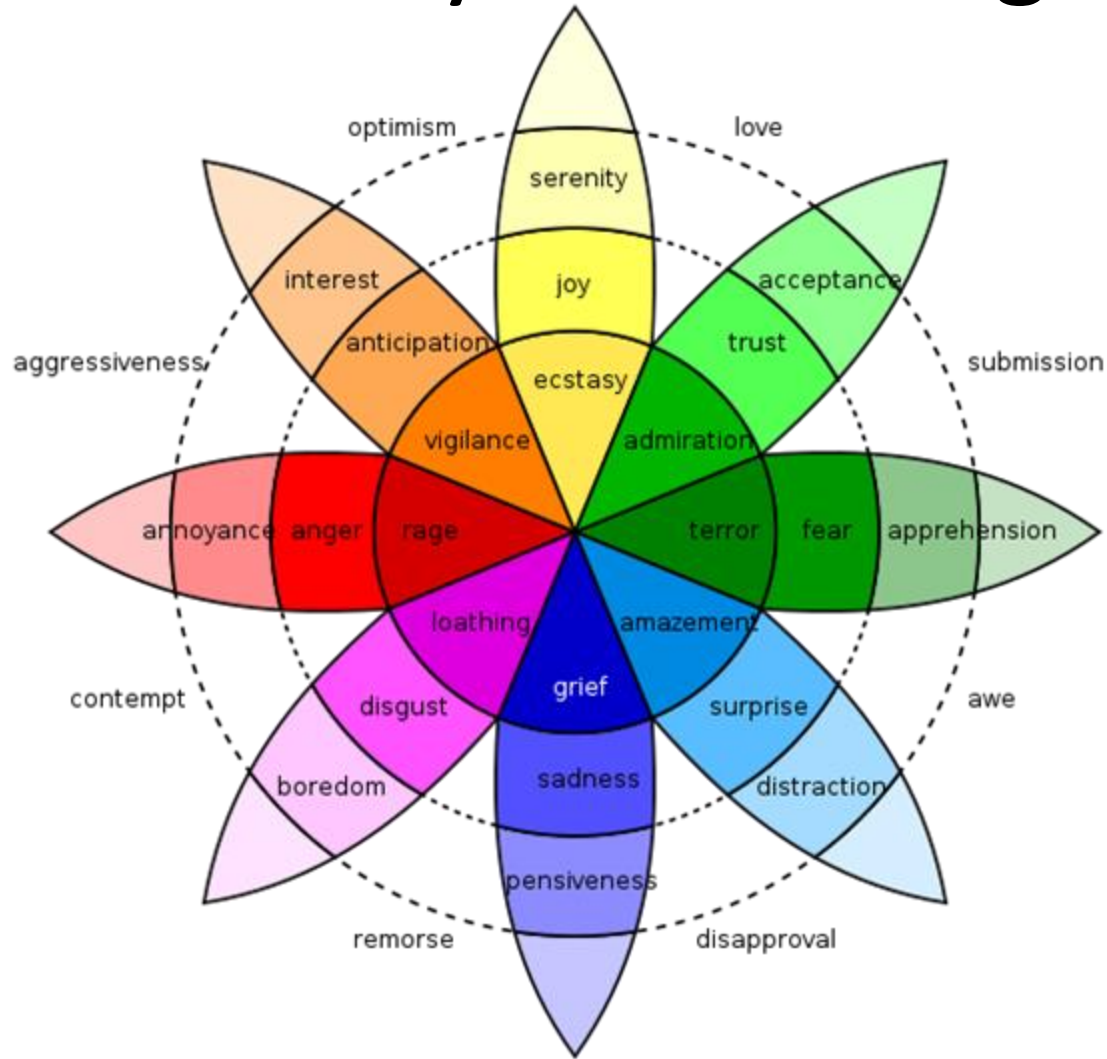 optimism
love
serenity
interest
joy
acceptance
anticipation
trust
aggressiveness
submission
ecstasy
vigilance
admiration
annoyance
anger
rage
terror
fear
apprehension
loathing
amazement
grief
contempt
disgust
surprise
awe
sadness
boredom
distraction
pensiveness
remorse
disapproval